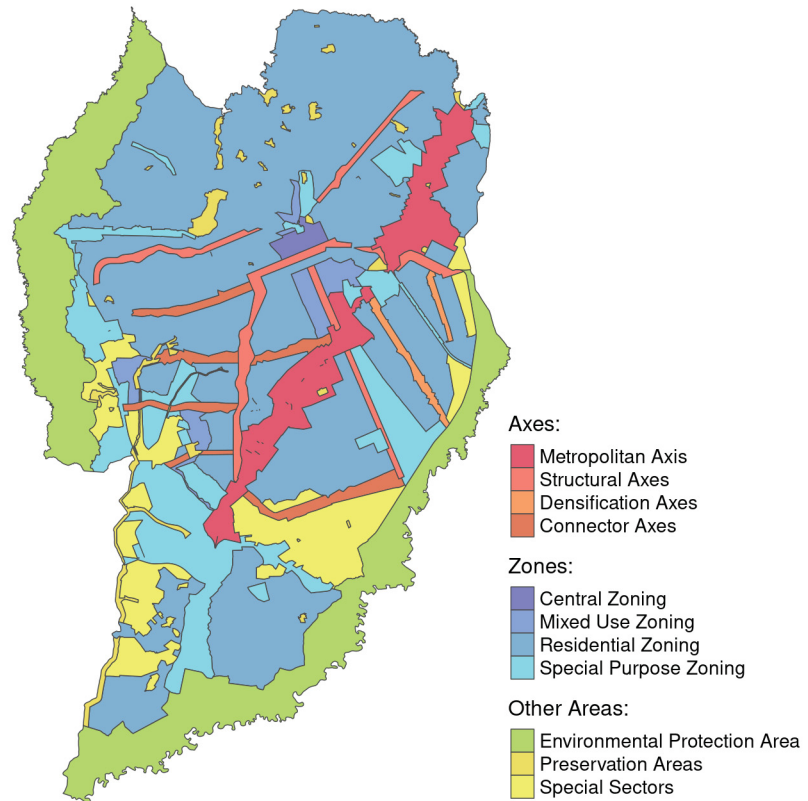 Axes:
Metropolitan Axis
Structural Axes
Densification Axes
Connector Axes
Zones:
Central Zoning
Mixed Use Zoning
Residential Zoning
Special Purpose Zoning
Other Areas:
Environmental Protection Area
Preservation Areas
Special Sectors